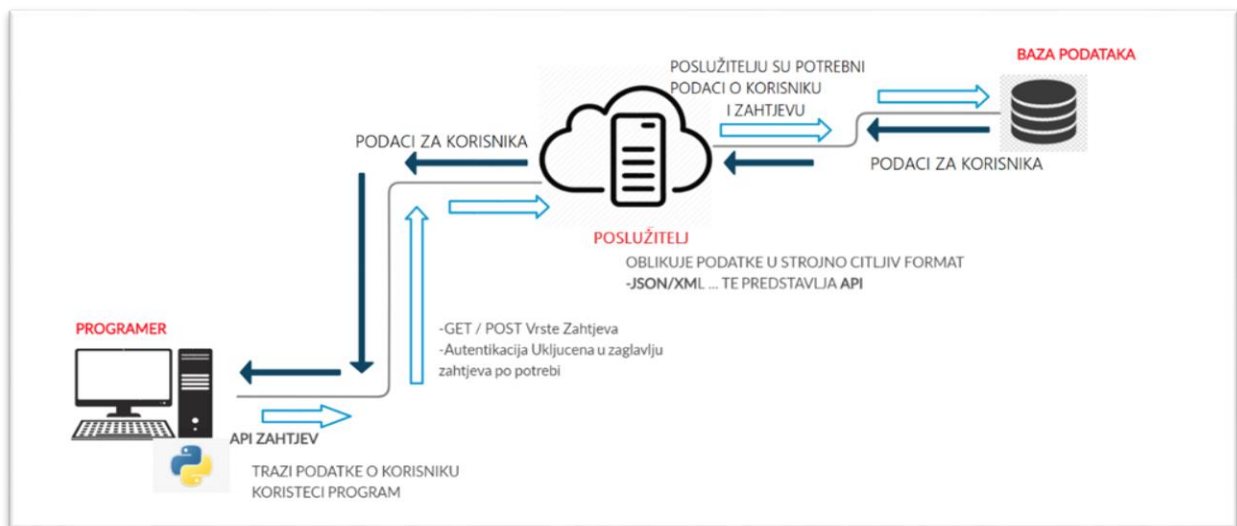 BAZA PODATAKA
POSLUŽITELJU SU POTREBNI
PODACI O KORISNIKU
I ZAHTJEVU
PODACI ZA KORISNIKA
PODACI ZA KORISNIKA
POSLUŽITELJ
OBLIKUJE PODATKE U STROJNO CITLJIV FORMAT
-JSON/XML ... TE PREDSTAVLJA API
PROGRAMER
-GET / POST Vrste Zahtjeva
-Autentikacija Ukljucena u zaglavlju
zahtjeva po potrebi
API ZAHTJEV
TRAZI PODATKE O KORISNIKU
KORISTECI PROGRAM